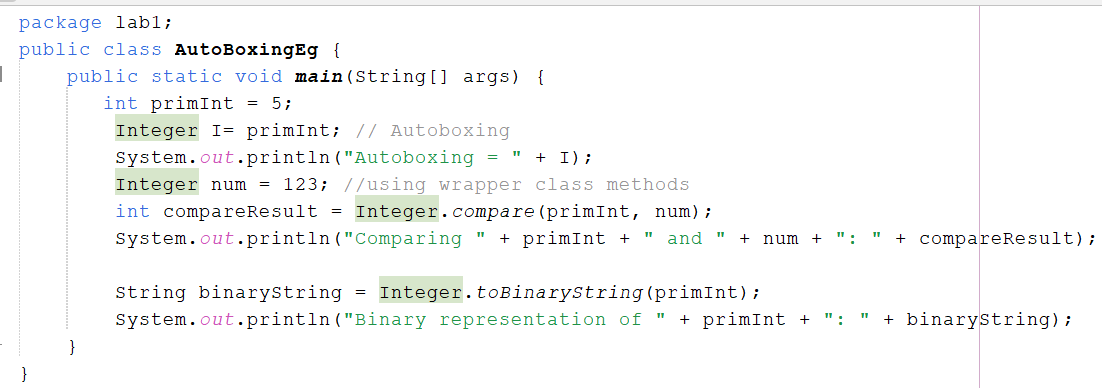 package lab1;
public class AutoBoxingEg {
public static void main(String[] args) {
int primInt = 5;
Integer I= primInt; // Autoboxing
System.out.println("Autoboxing = " + I);
Integer num = 123; //using wrapper class methods
int compareResult = Integer.compare(primInt, num);
System.out.println("Comparing " + primInt + " and " + num + ": " + compareResult);
String binaryString = Integer.toBinaryString(primInt);
System.out.println("Binary representation of " + primInt + ": " + binaryString);
}
}